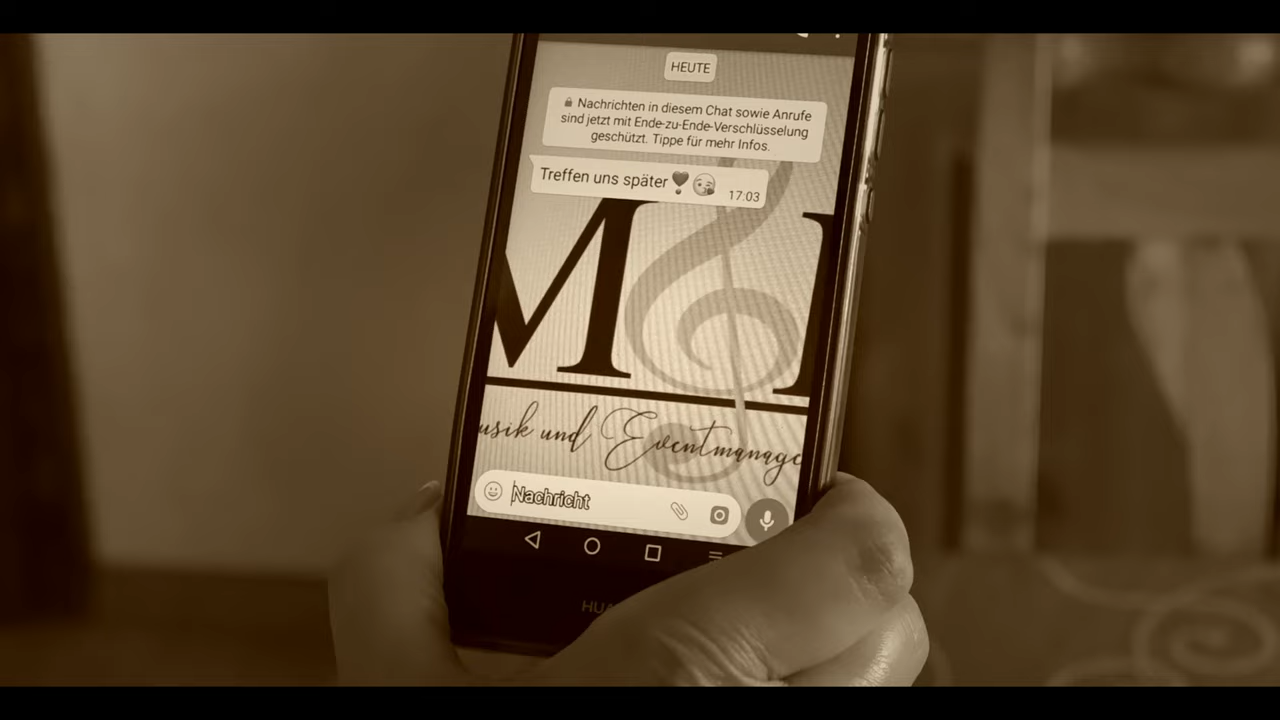 HEUTE
Nachrichten in diesem Chat sowie Anrufe
sind jetzt mit Ende-zu-Ende-Verschlüsselung
geschützt. Tippe für mehr Infos.
Treffen uns später❣😘 17:03
M
usik und Eventmanage
Nachricht
HUA